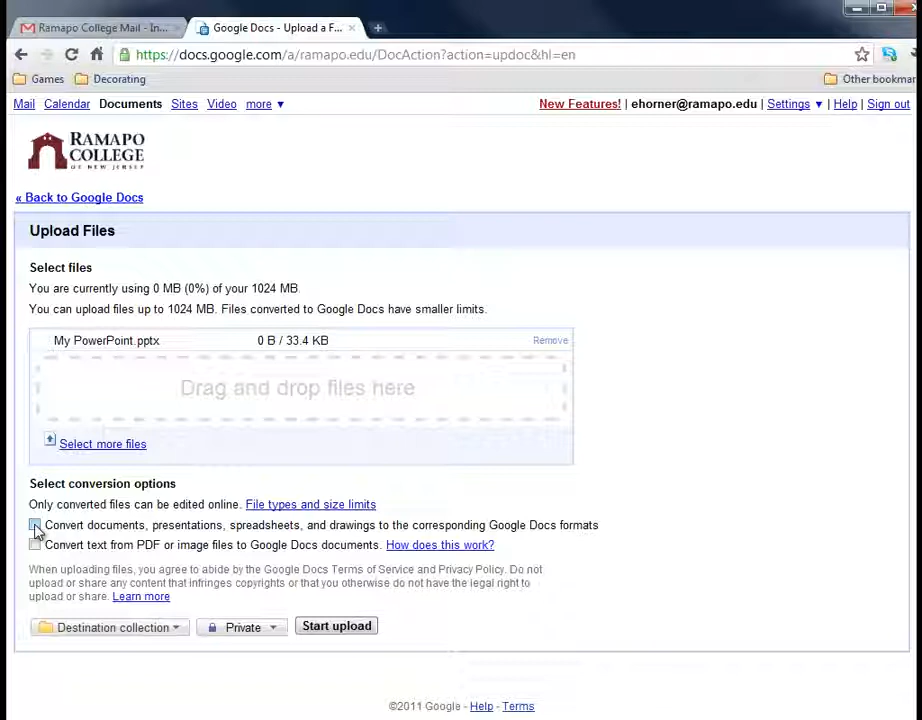 Ramapo College Mail - In...
Google Docs - Upload a F...
https://docs.google.com/a/ramapo.edu/DocAction?action=updoc&hl=en
Games Decorating Other bookmar
Mail Calendar Documents Sites Video more ▼ New Features! | ehorner@ramapo.edu | Settings ▼ | Help | Sign out
RAMAPO
COLLEGE
OF NEW JERSEY
« Back to Google Docs
Upload Files
Select files
You are currently using 0 MB (0%) of your 1024 MB.
You can upload files up to 1024 MB. Files converted to Google Docs have smaller limits.
My PowerPoint.pptx 0 B / 33.4 KB Remove
Drag and drop files here
Select more files
Select conversion options
Only converted files can be edited online. File types and size limits
Convert documents, presentations, spreadsheets, and drawings to the corresponding Google Docs formats
Convert text from PDF or image files to Google Docs documents. How does this work?
When uploading files, you agree to abide by the Google Docs Terms of Service and Privacy Policy. Do not
upload or share any content that infringes copyrights or that you otherwise do not have the legal right to
upload or share. Learn more
Destination collection Private Start upload
©2011 Google - Help - Terms